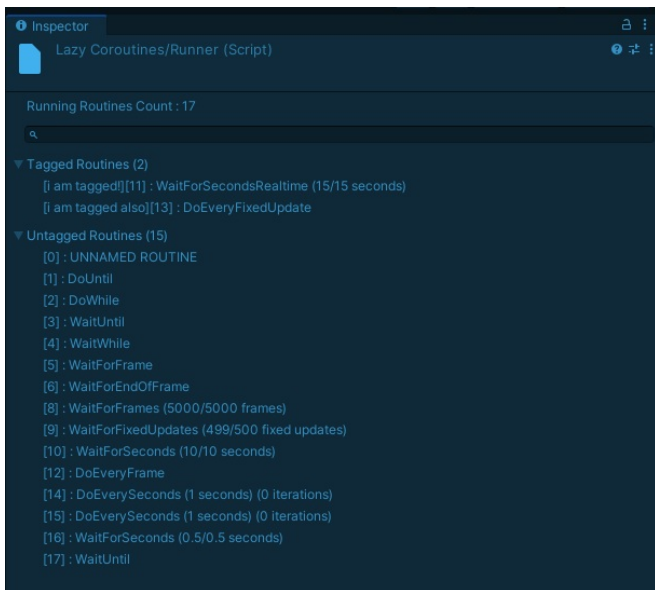 Inspector
Lazy Coroutines/Runner (Script)
Running Routines Count : 17
Tagged Routines (2)
[i am tagged!][11] : WaitForSecondsRealtime (15/15 seconds)
[i am tagged also][13] : DoEveryFixedUpdate
Untagged Routines (15)
[0] : UNNAMED ROUTINE
[1] : DoUntil
[2] : DoWhile
[3] : WaitUntil
[4] : WaitWhile
[5] : WaitForFrame
[6] : WaitForEndOfFrame
[8] : WaitForFrames (5000/5000 frames)
[9] : WaitForFixedUpdates (499/500 fixed updates)
[10] : WaitForSeconds (10/10 seconds)
[12] : DoEveryFrame
[14] : DoEverySeconds (1 seconds) (0 iterations)
[15] : DoEverySeconds (1 seconds) (0 iterations)
[16] : WaitForSeconds (0.5/0.5 seconds)
[17] : WaitUntil